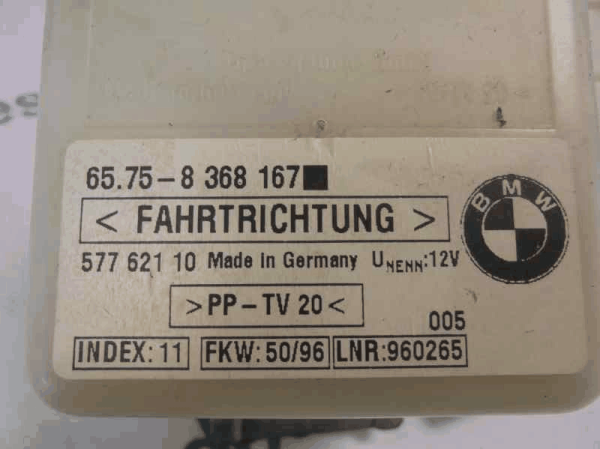 65.75-8 368 167■
< FAHRTRICHTUNG >
577 621 10 Made in Germany UNENN:12V
BMW
>PP-TV 20<
005
INDEX: 11 FKW: 50/96 LNR:960265